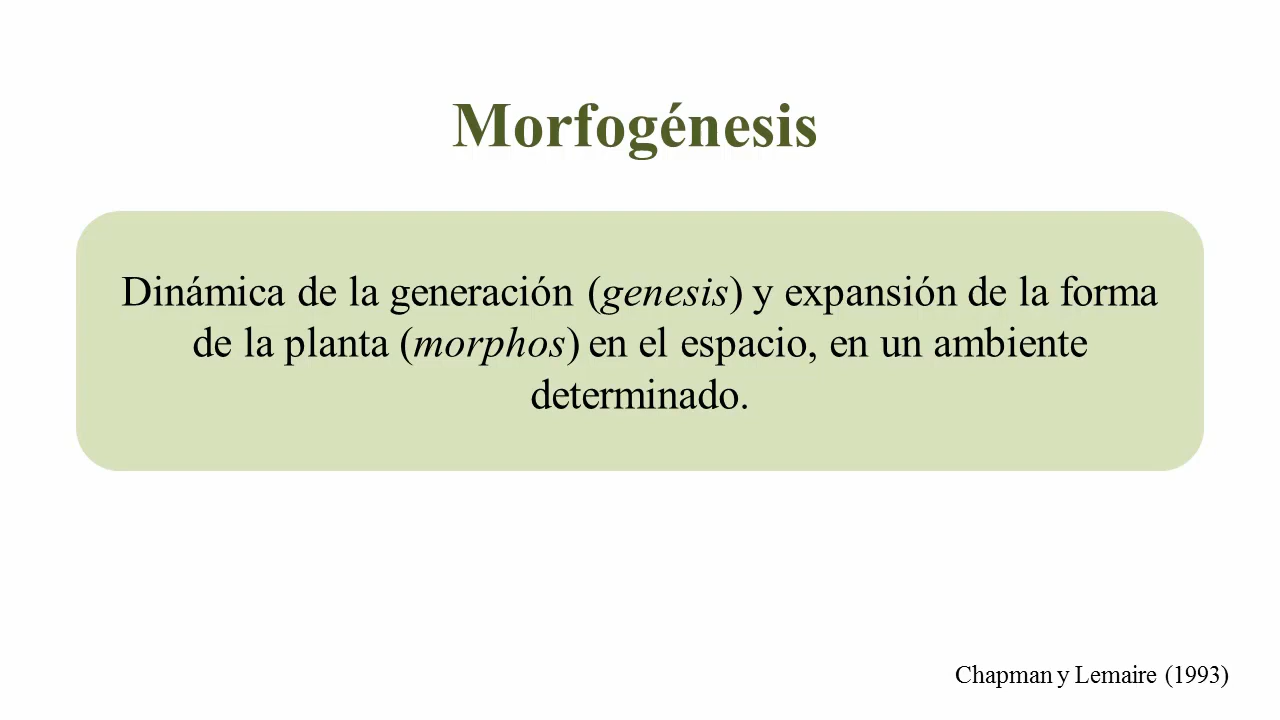 Morfogénesis
Dinámica de la generación (genesis) y expansión de la forma
de la planta (morphos) en el espacio, en un ambiente
determinado.
Chapman y Lemaire (1993)